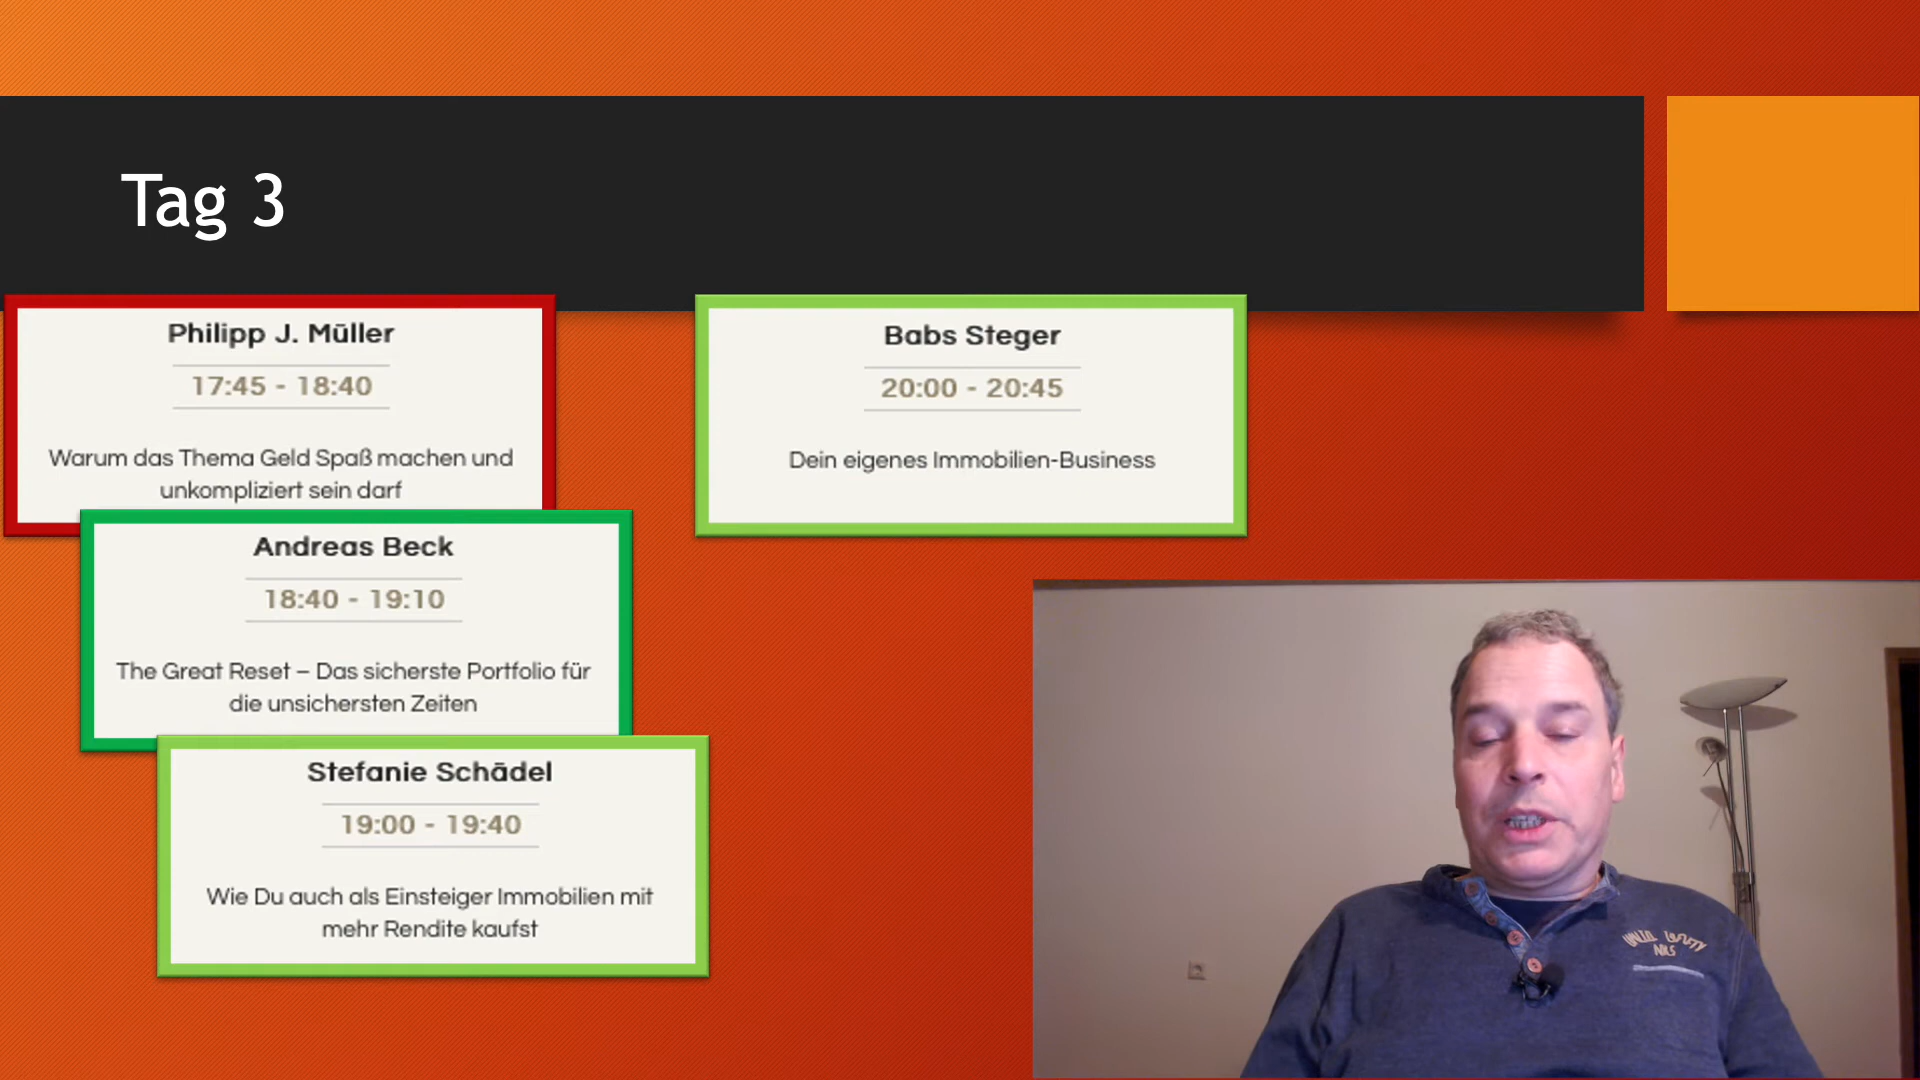 Tag 3
Philipp J. Müller
17:45 - 18:40
Warum das Thema Geld Spaß machen und
unkompliziert sein darf
Andreas Beck
18:40 - 19:10
The Great Reset – Das sicherste Portfolio für
die unsichersten Zeiten
Stefanie Schädel
19:00 - 19:40
Wie Du auch als Einsteiger Immobilien mit
mehr Rendite kaufst
Babs Steger
20:00 - 20:45
Dein eigenes Immobilien-Business